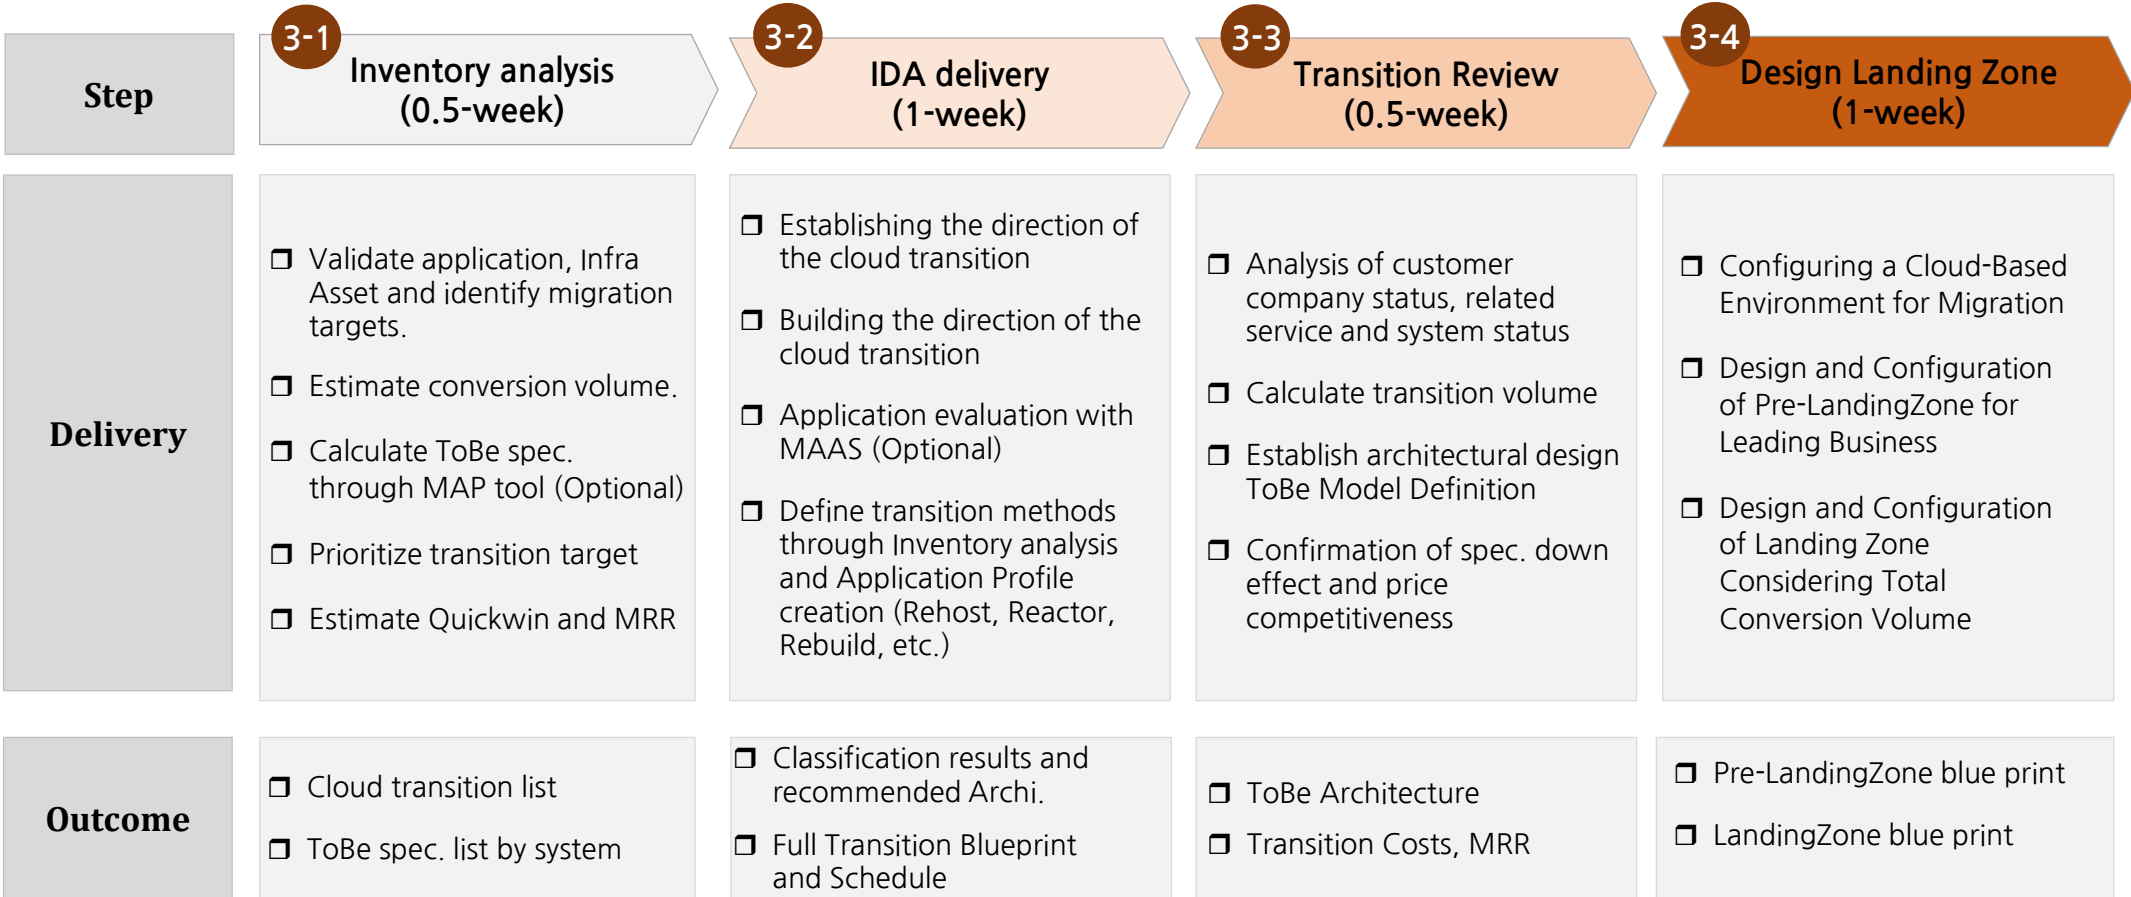 Step
3-1
Inventory analysis
(0.5-week)
3-2
IDA delivery
(1-week)
3-3
Transition Review
(0.5-week)
3-4
Design Landing Zone
(1-week)
Delivery
❒ Validate application, Infra
Asset and identify migration
targets.
❒ Estimate conversion volume.
❒ Calculate ToBe spec.
through MAP tool (Optional)
❒ Prioritize transition target
❒ Estimate Quickwin and MRR
❒ Establishing the direction of
the cloud transition
❒ Building the direction of the
cloud transition
❒ Application evaluation with
MAAS (Optional)
❒ Define transition methods
through Inventory analysis
and Application Profile
creation (Rehost, Reactor,
Rebuild, etc.)
❒ Analysis of customer
company status, related
service and system status
❒ Calculate transition volume
❒ Establish architectural design
ToBe Model Definition
❒ Confirmation of spec. down
effect and price
competitiveness
❒ Configuring a Cloud-Based
Environment for Migration
❒ Design and Configuration
of Pre-LandingZone for
Leading Business
❒ Design and Configuration
of Landing Zone
Considering Total
Conversion Volume
Outcome
❒ Cloud transition list
❒ ToBe spec. list by system
❒ Classification results and
recommended Archi.
❒ Full Transition Blueprint
and Schedule
❒ ToBe Architecture
❒ Transition Costs, MRR
❒ Pre-LandingZone blue print
❒ LandingZone blue print